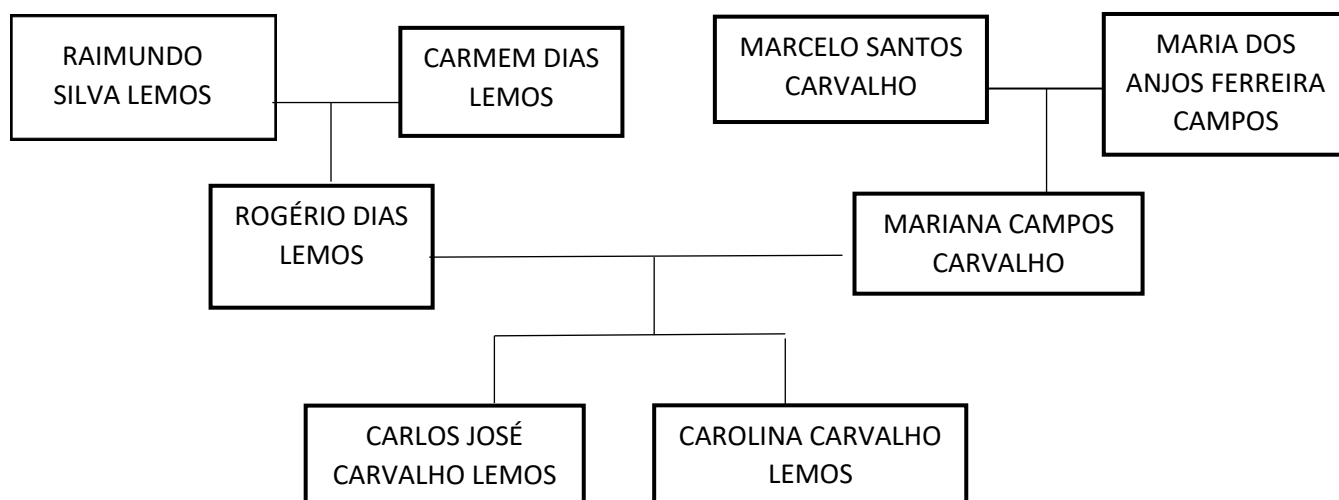 RAIMUNDO
SILVA LEMOS
CARMEM DIAS
LEMOS
MARCELO SANTOS
CARVALHO
MARIA DOS
ANJOS FERREIRA
CAMPOS
ROGÉRIO DIAS
LEMOS
MARIANA CAMPOS
CARVALHO
CARLOS JOSÉ
CARVALHO LEMOS
CAROLINA CARVALHO
LEMOS